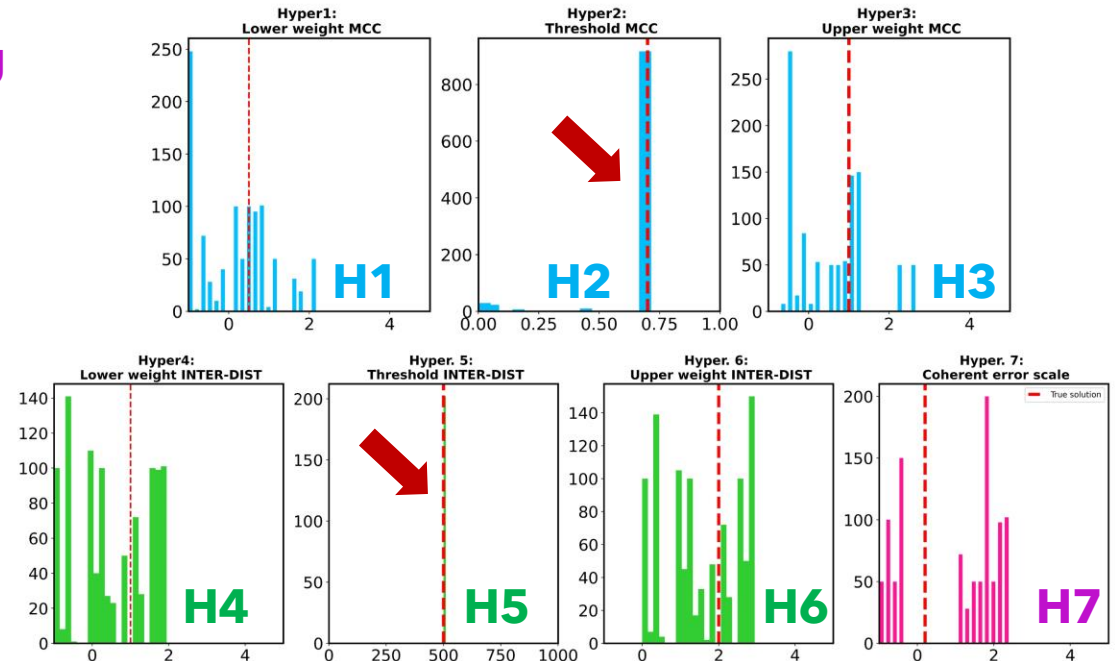 Hyper1:
Lower weight MCC
250
200
150
100
50
0
0 2 4
H1
Hyper2:
Threshold MCC
800
600
400
200
0
0.00 0.25 0.50 0.75 1.00
H2
Hyper3:
Upper weight MCC
250
200
150
100
50
0
0 2 4
H3
Hyper4:
Lower weight INTER-DIST
140
120
100
80
60
40
20
0
0 2 4
H4
Hyper. 5:
Threshold INTER-DIST
200
150
100
50
0
0 250 500 750 1000
H5
Hyper. 6:
Upper weight INTER-DIST
140
120
100
80
60
40
20
0
0 2 4
H6
Hyper. 7:
Coherent error scale
True solution
200
150
100
50
0
0 2 4
H7